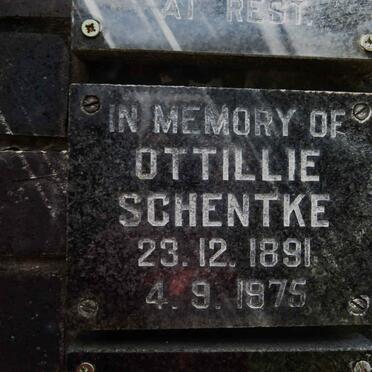 AT REST.
IN MEMORY OF
OTTILLIE
SCHENTKE
23.12.1891
4.9.1975